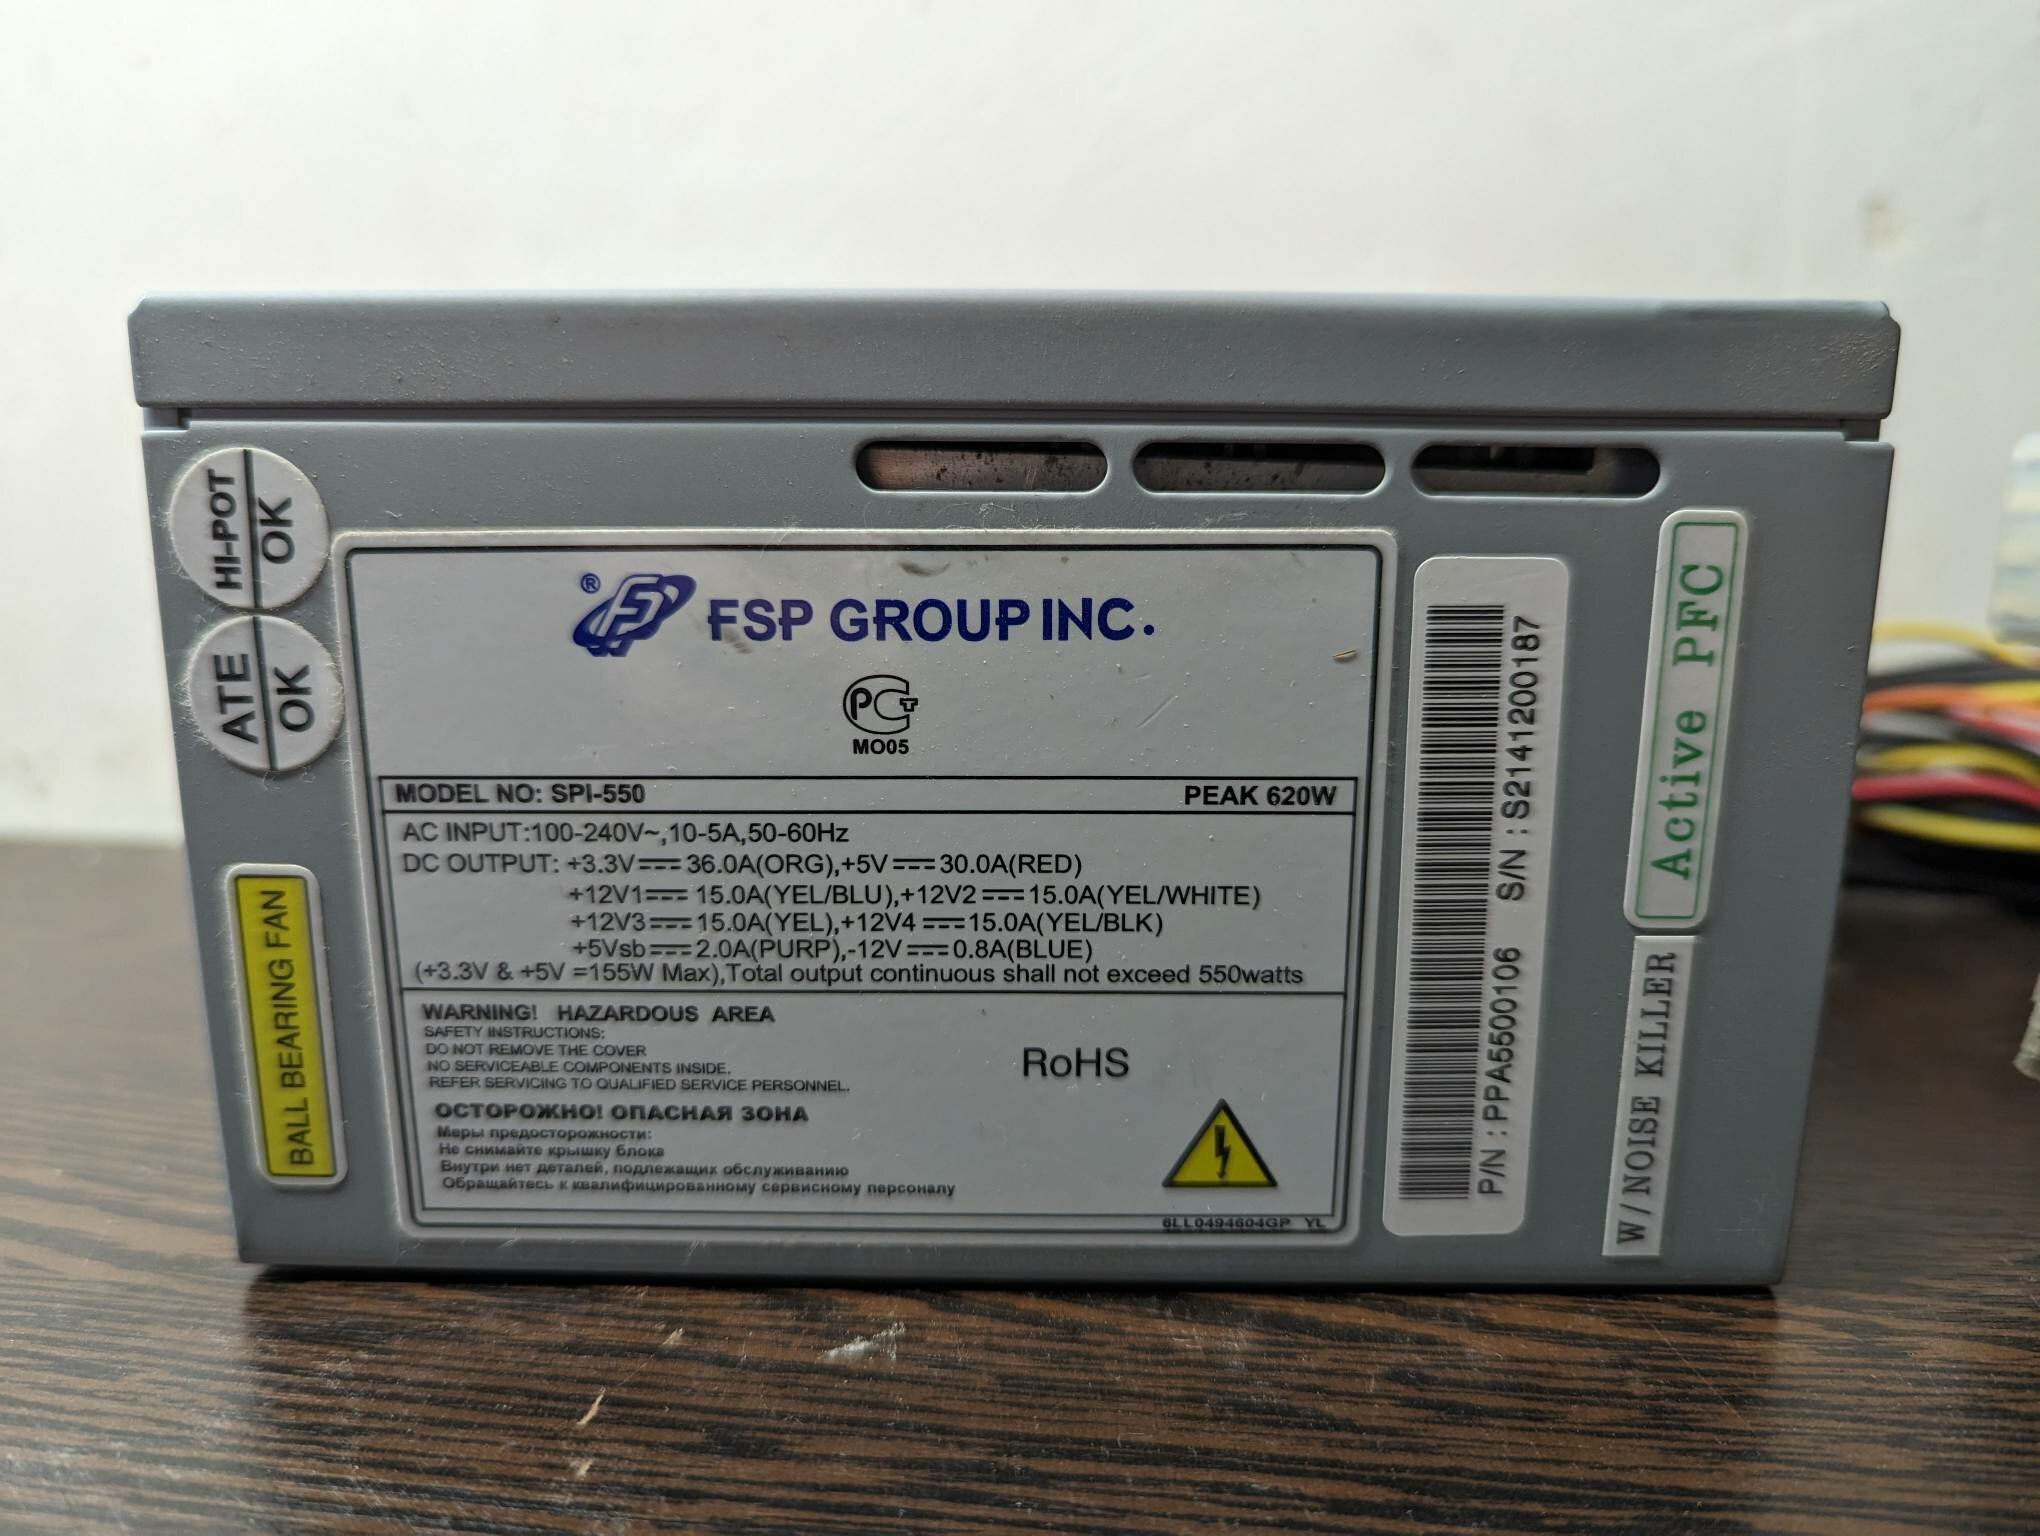 HI-POT
OK
ATE
OK
BALL BEARING FAN
® FSP GROUP INC.
РСТ
МО05
MODEL NO: SPI-550 PEAK 620W
AC INPUT:100-240V~,10-5A,50-60Hz
DC OUTPUT: +3.3V⎓36.0A(ORG),+5V⎓30.0A(RED)
+12V1⎓15.0A(YEL/BLU),+12V2⎓15.0A(YEL/WHITE)
+12V3⎓15.0A(YEL),+12V4⎓15.0A(YEL/BLK)
+5Vsb⎓2.0A(PURP),-12V⎓0.8A(BLUE)
(+3.3V & +5V =155W Max),Total output continuous shall not exceed 550watts
WARNING! HAZARDOUS AREA
SAFETY INSTRUCTIONS:
DO NOT REMOVE THE COVER
NO SERVICEABLE COMPONENTS INSIDE.
REFER SERVICING TO QUALIFIED SERVICE PERSONNEL.
RoHS
ОСТОРОЖНО! ОПАСНАЯ ЗОНА
Меры предосторожности:
Не снимайте крышку блока
Внутри нет деталей, подлежащих обслуживанию
Обращайтесь к квалифицированному сервисному персоналу
6LL0494604GP YL
P/N : PPA5500106 S/N : S2141200187
Active PFC
W/NOISE KILLER